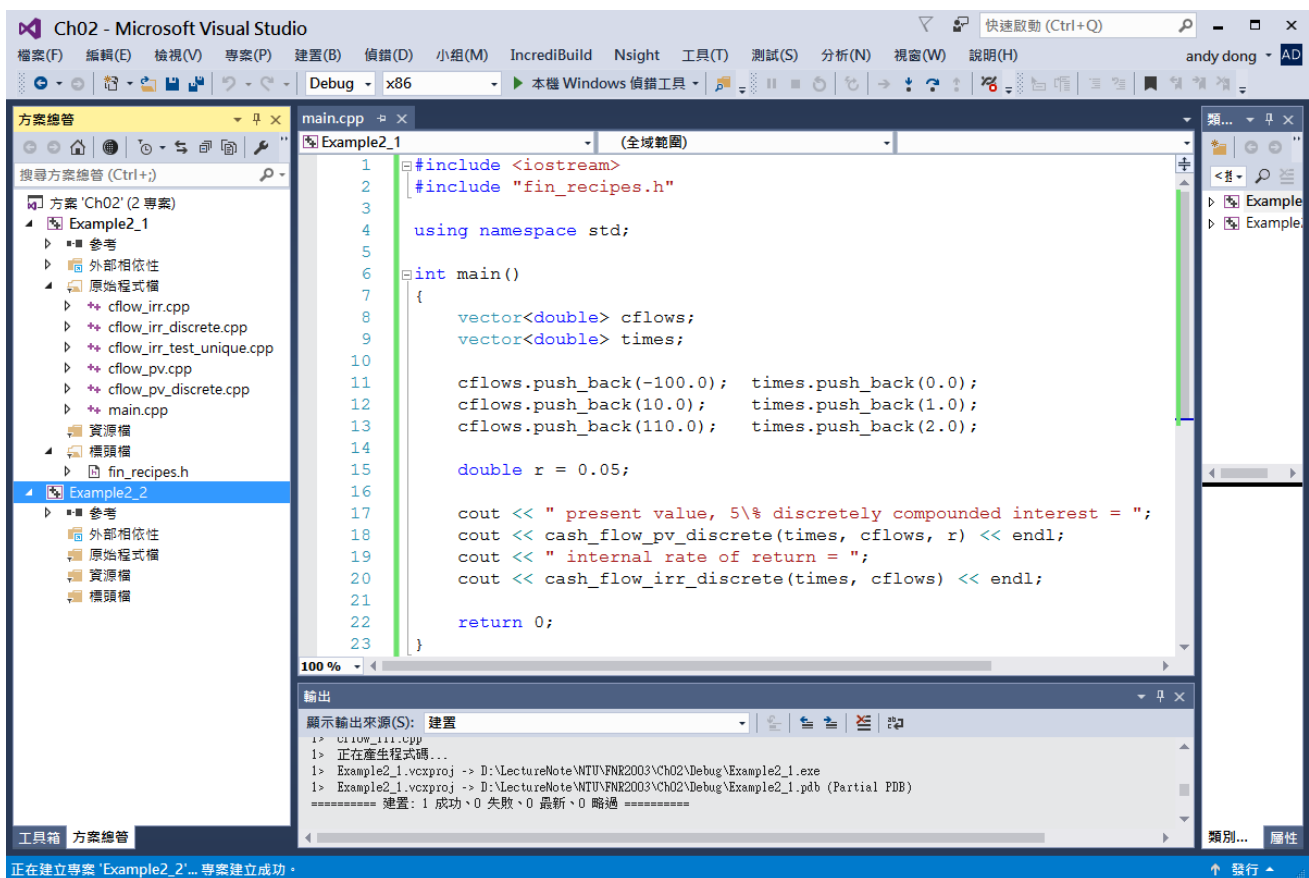 Ch02 - Microsoft Visual Studio
快速啟動 (Ctrl+Q)
檔案(F) 編輯(E) 檢視(V) 專案(P) 建置(B) 偵錯(D) 小組(M) IncrediBuild Nsight 工具(T) 測試(S) 分析(N) 視窗(W) 說明(H)
andy dong AD
Debug x86 本機 Windows 偵錯工具
方案總管
搜尋方案總管 (Ctrl+;)
方案 'Ch02' (2 專案)
Example2_1
參考
外部相依性
原始程式檔
cflow_irr.cpp
cflow_irr_discrete.cpp
cflow_irr_test_unique.cpp
cflow_pv.cpp
cflow_pv_discrete.cpp
main.cpp
資源檔
標頭檔
fin_recipes.h
Example2_2
參考
外部相依性
原始程式檔
資源檔
標頭檔
工具箱 方案總管
main.cpp
Example2_1 (全域範圍)
1 #include <iostream>
2 #include "fin_recipes.h"
3
4 using namespace std;
5
6 int main()
7 {
8 vector<double> cflows;
9 vector<double> times;
10
11 cflows.push_back(-100.0); times.push_back(0.0);
12 cflows.push_back(10.0); times.push_back(1.0);
13 cflows.push_back(110.0); times.push_back(2.0);
14
15 double r = 0.05;
16
17 cout << " present value, 5\% discretely compounded interest = ";
18 cout << cash_flow_pv_discrete(times, cflows, r) << endl;
19 cout << " internal rate of return = ";
20 cout << cash_flow_irr_discrete(times, cflows) << endl;
21
22 return 0;
23 }
100 %
輸出
顯示輸出來源(S): 建置
1> cflow_irr.cpp
1> 正在產生程式碼...
1> Example2_1.vcxproj -> D:\LectureNote\NTU\FNR2003\Ch02\Debug\Example2_1.exe
1> Example2_1.vcxproj -> D:\LectureNote\NTU\FNR2003\Ch02\Debug\Example2_1.pdb (Partial PDB)
========== 建置: 1 成功、0 失敗、0 最新、0 略過 ==========
類...
Example
Example
類別... 屬性
正在建立專案 'Example2_2'... 專案建立成功。
發行